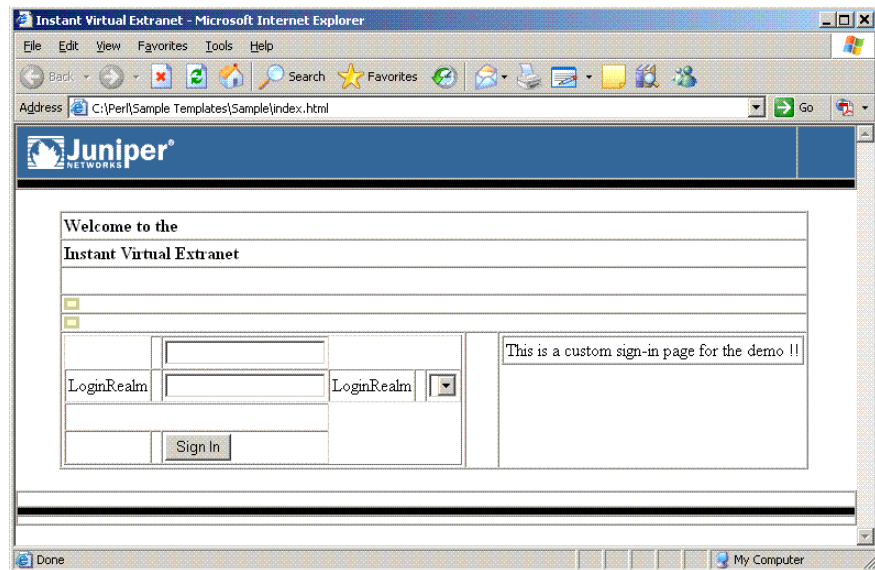 Instant Virtual Extranet - Microsoft Internet Explorer
File Edit View Favorites Tools Help
Back Search Favorites
Address C:\Perl\Sample Templates\Sample\index.html Go
Juniper®
NETWORKS
Welcome to the
Instant Virtual Extranet
This is a custom sign-in page for the demo !!
LoginRealm LoginRealm
Sign In
Done My Computer